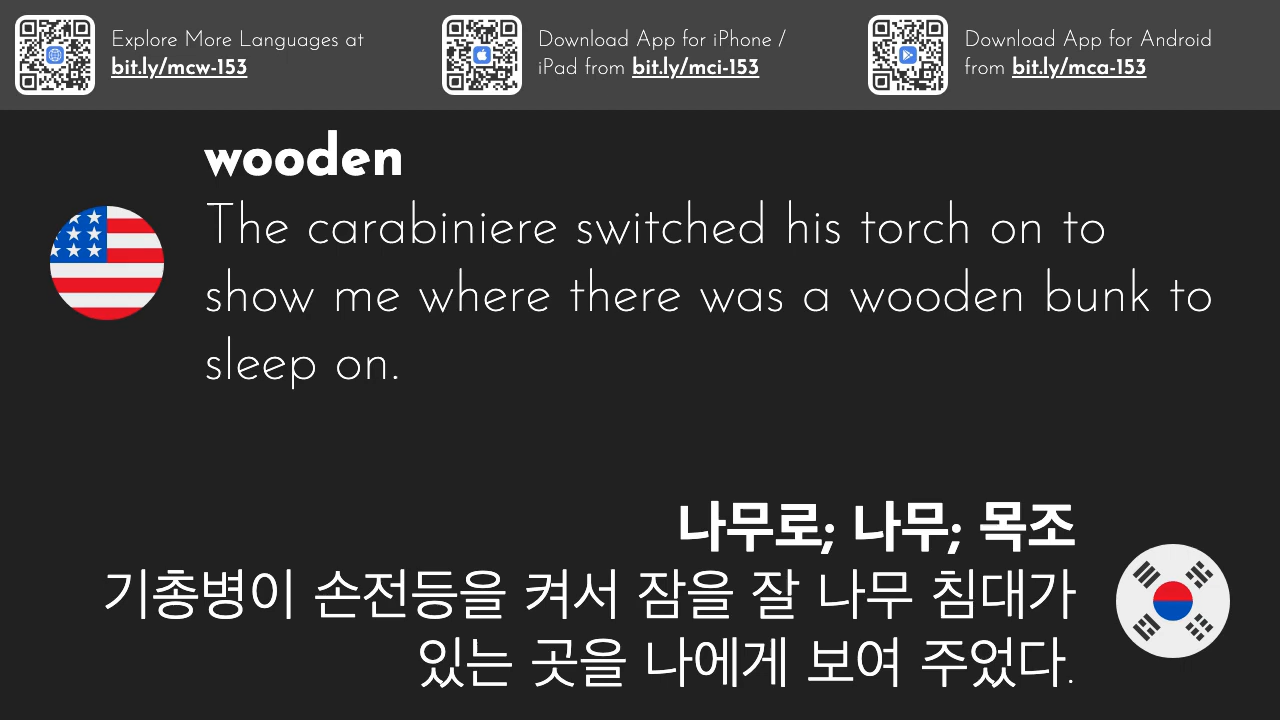 Explore More Languages at
bit.ly/mcw-153
Download App for iPhone /
iPad from bit.ly/mci-153
Download App for Android
from bit.ly/mca-153
wooden
The carabiniere switched his torch on to
show me where there was a wooden bunk to
sleep on.
나무로; 나무; 목조
기총병이 손전등을 켜서 잠을 잘 나무 침대가
있는 곳을 나에게 보여 주었다.